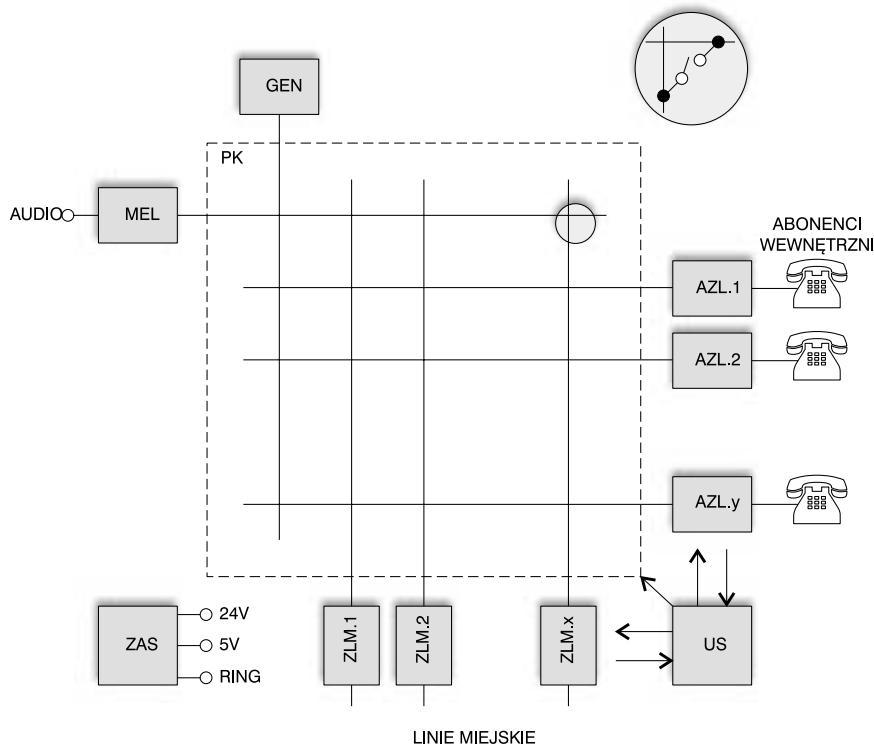 GEN
PK
AUDIO
MEL
ABONENCI
WEWNĘTRZNI
AZL.1
AZL.2
AZL.y
ZAS
24V
5V
RING
ZLM.1
ZLM.2
ZLM.x
US
LINIE MIEJSKIE